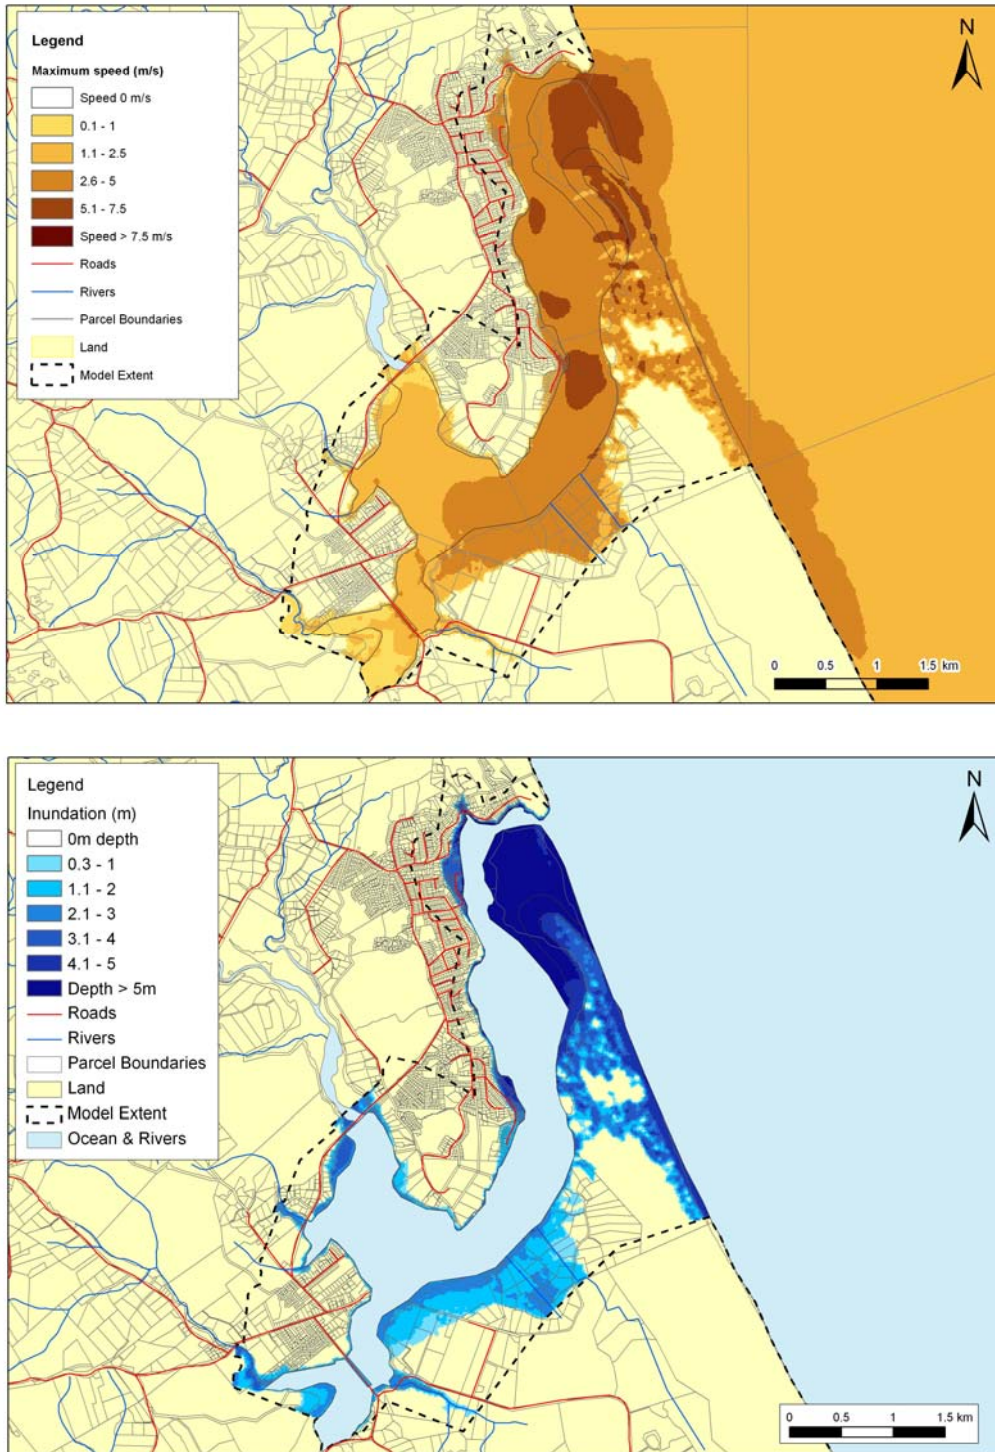 Legend
Maximum speed (m/s)
Speed 0 m/s
0.1 - 1
1.1 - 2.5
2.6 - 5
5.1 - 7.5
Speed > 7.5 m/s
Roads
Rivers
Parcel Boundaries
Land
Model Extent
N
0 0.5 1 1.5 km
Legend
Inundation (m)
0m depth
0.3 - 1
1.1 - 2
2.1 - 3
3.1 - 4
4.1 - 5
Depth > 5m
Roads
Rivers
Parcel Boundaries
Land
Model Extent
Ocean & Rivers
N
0 0.5 1 1.5 km